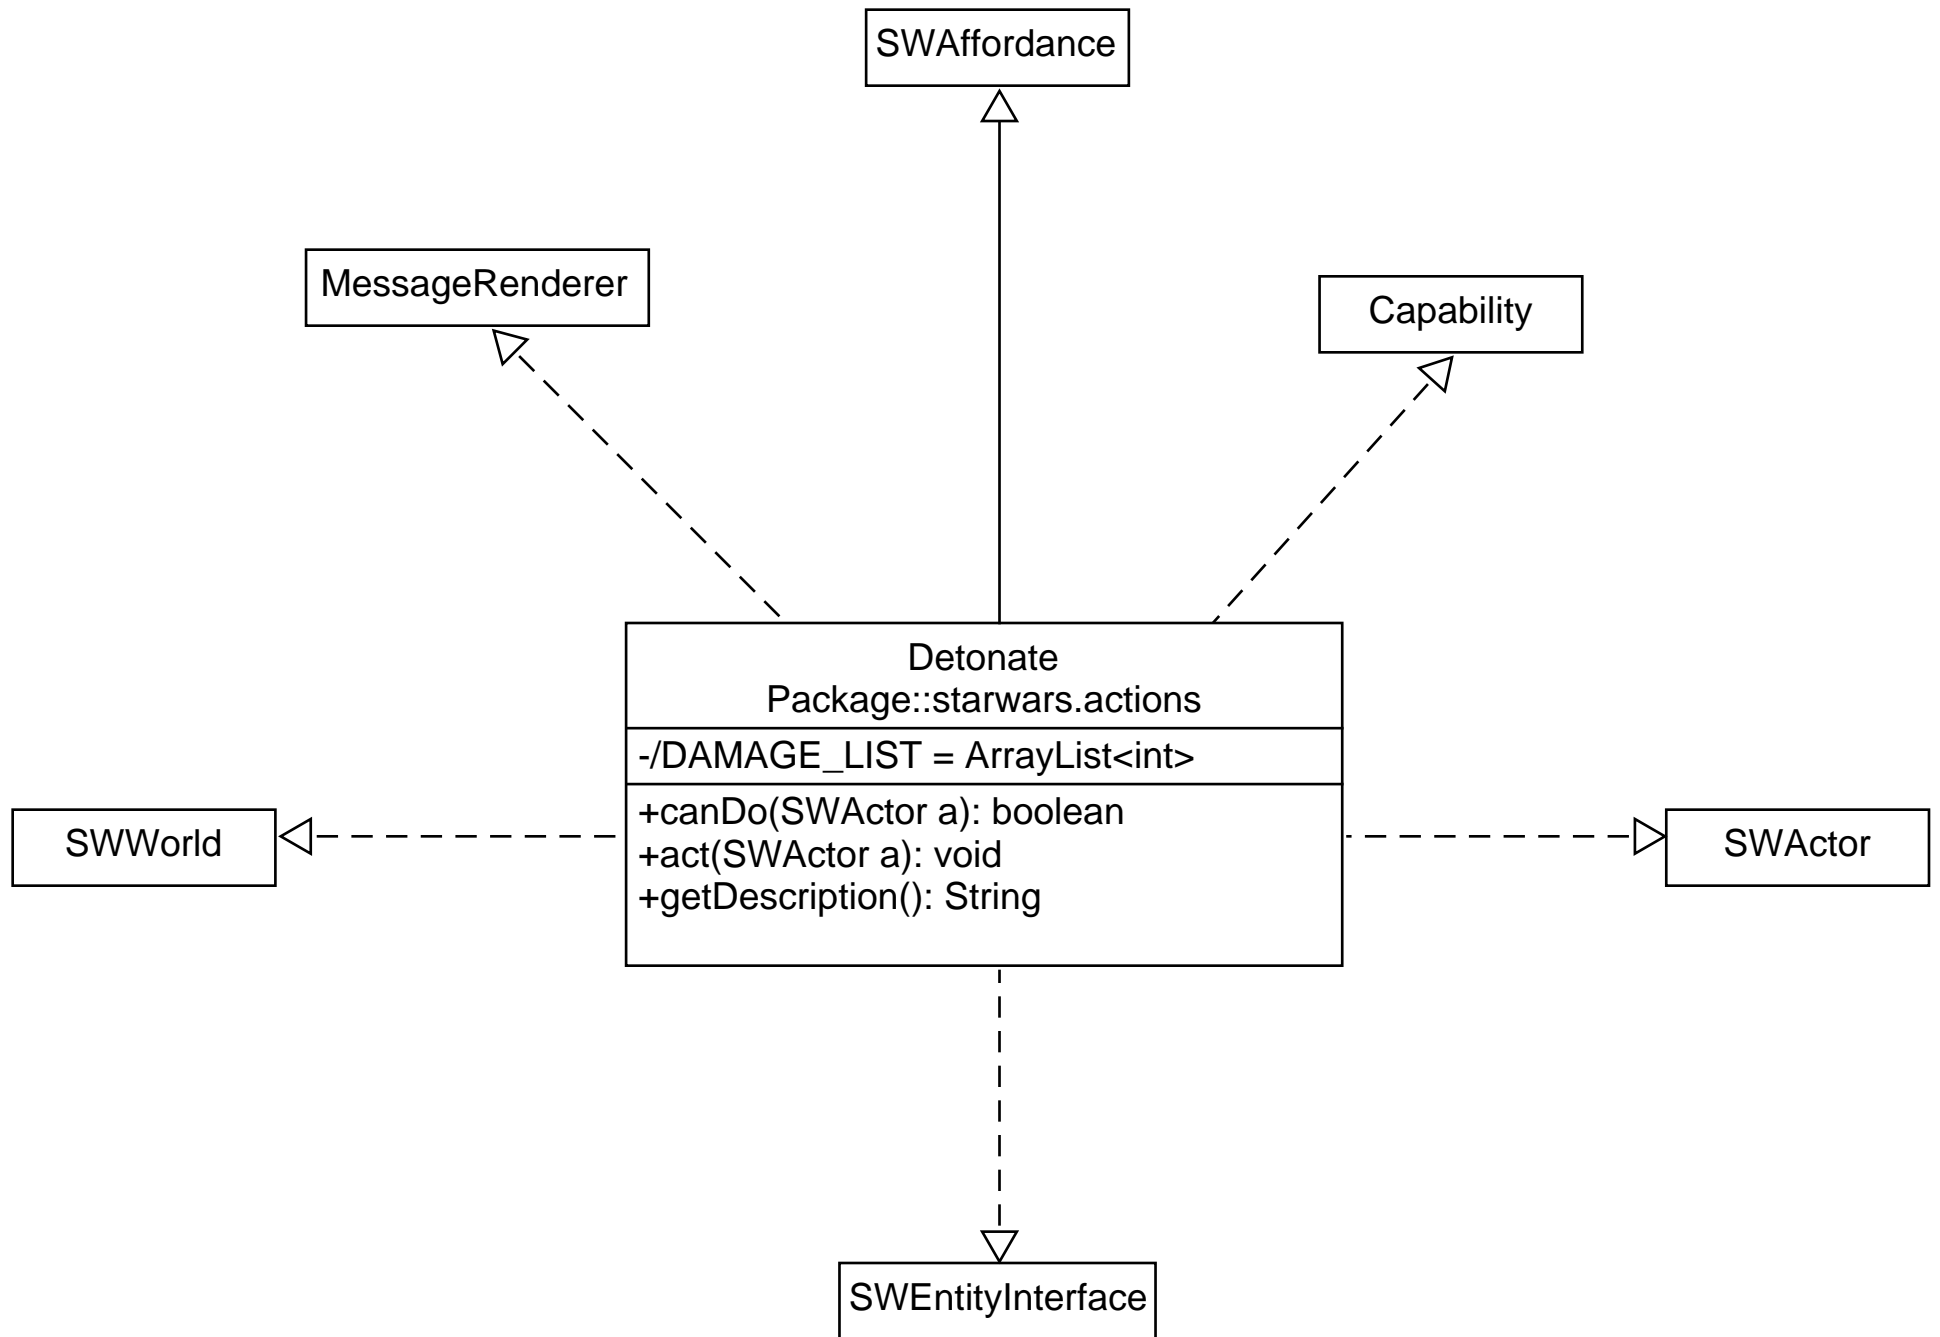 SWAffordance
MessageRenderer
Capability
Detonate
Package::starwars.actions
-/DAMAGE_LIST = ArrayList<int>
+canDo(SWActor a): boolean
+act(SWActor a): void
+getDescription(): String
SWWorld
SWActor
SWEntityInterface